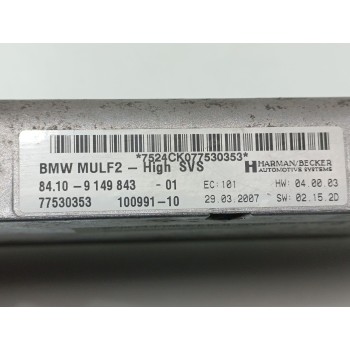 *7524CK077530353*
BMW MULF2 - High SVS
HARMAN/BECKER
AUTOMOTIVE SYSTEMS
84.10 - 9 149 843 - 01 EC: 101 HW: 04.00.03
77530353 100991-10 29.03.2007 SW: 02.15.2D